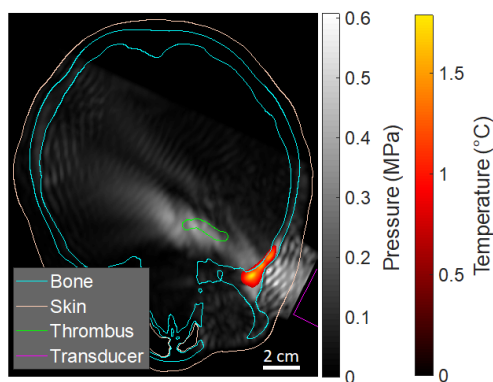 Bone
Skin
Thrombus
Transducer
2 cm
0.6
0.5
0.4
0.3
0.2
0.1
0
Pressure (MPa)
1.5
1
0.5
0
Temperature (°C)